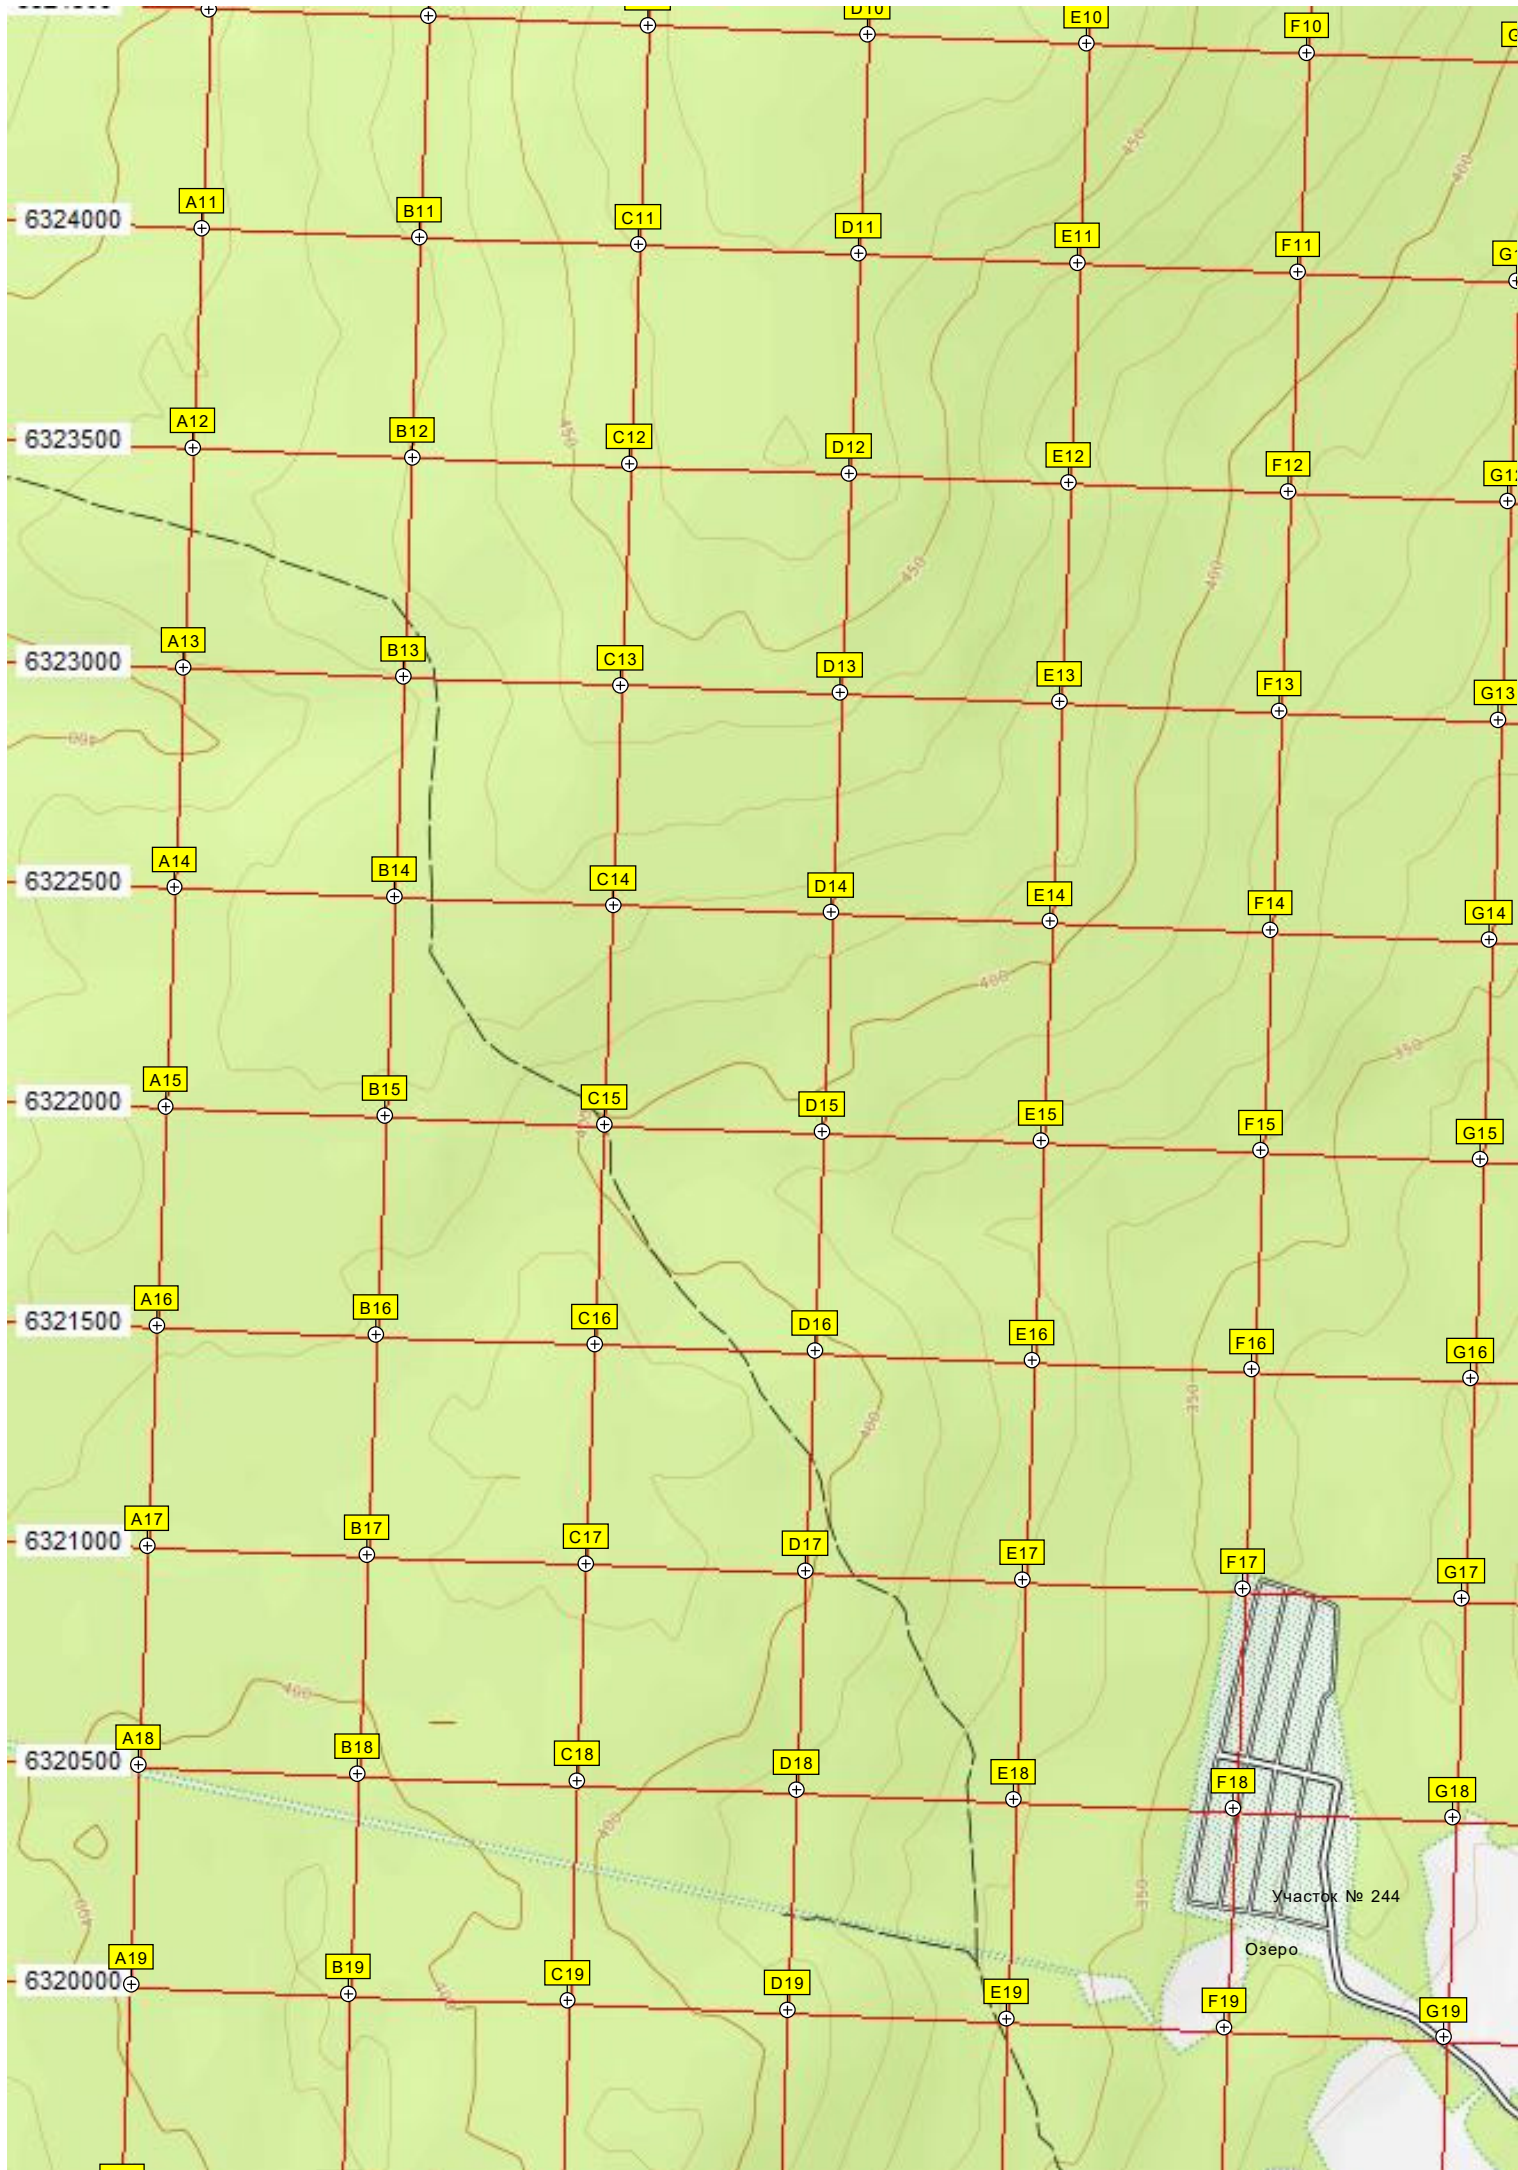 D10
E10
F10
A11
B11
C11
D11
E11
F11
6324000
450
400
A12
B12
C12
D12
E12
F12
6323500
450
450
400
A13
B13
C13
D13
E13
F13
G13
6323000
400
A14
B14
C14
D14
E14
F14
G14
6322500
400
350
A15
B15
C15
D15
E15
F15
G15
6322000
A16
B16
C16
D16
E16
F16
G16
6321500
350
400
A17
B17
C17
D17
E17
F17
G17
6321000
400
A18
B18
C18
D18
E18
F18
G18
6320500
400
400
350
Участок № 244
Озеро
A19
B19
C19
D19
E19
F19
G19
6320000
400